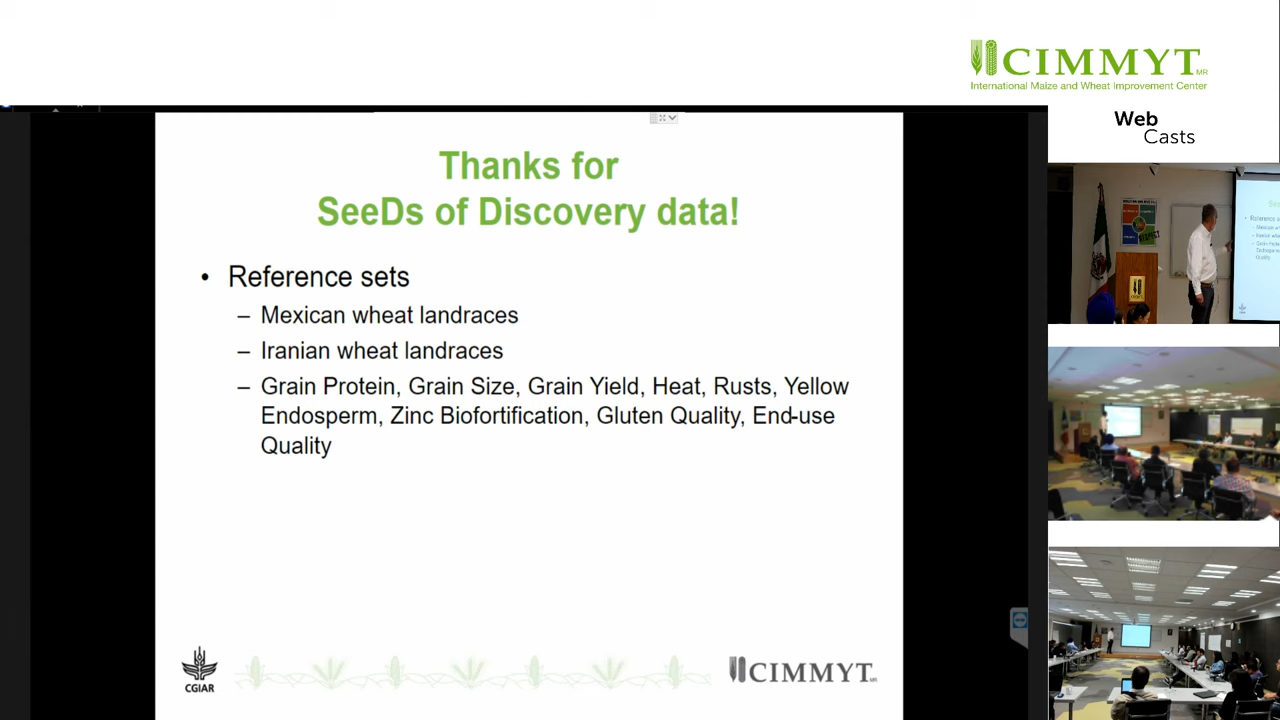 CIMMYT MR
International Maize and Wheat Improvement Center
Web
Casts
Thanks for
SeeDs of Discovery data!
• Reference sets
– Mexican wheat landraces
– Iranian wheat landraces
– Grain Protein, Grain Size, Grain Yield, Heat, Rusts, Yellow
Endosperm, Zinc Biofortification, Gluten Quality, End-use
Quality
CGIAR
CIMMYT MR